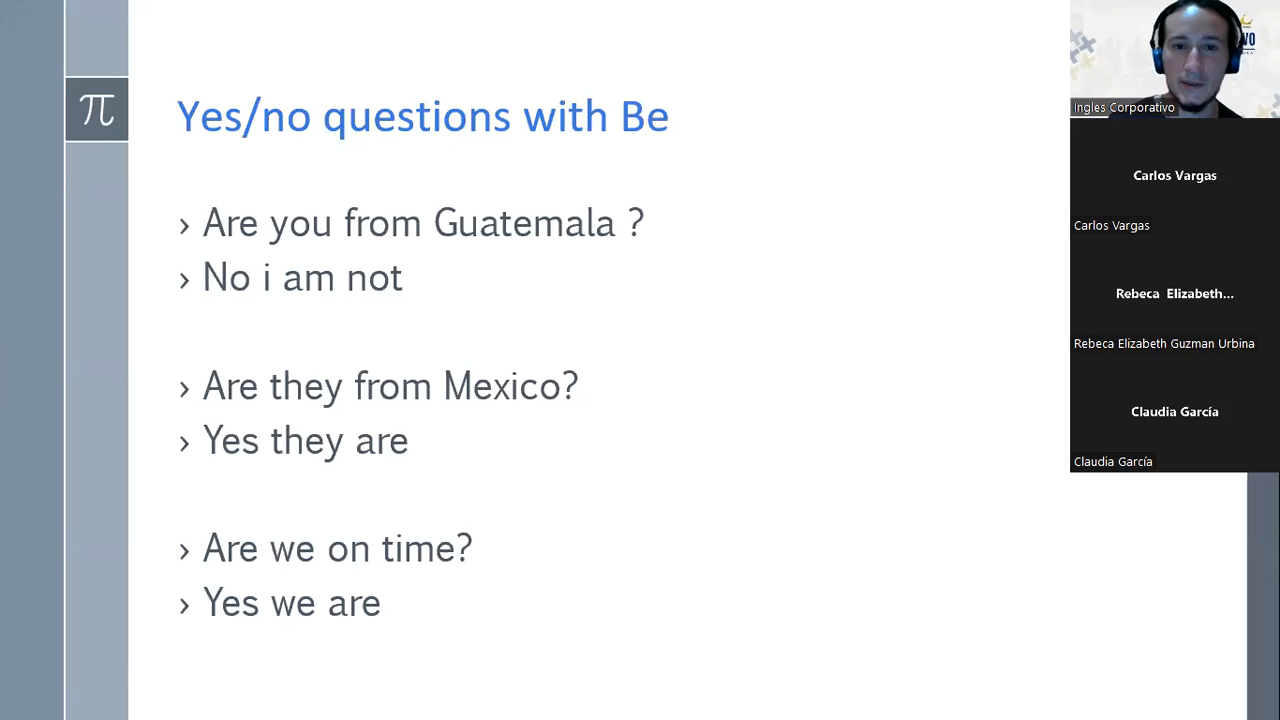 π
Yes/no questions with Be
› Are you from Guatemala ?
› No i am not
› Are they from Mexico?
› Yes they are
› Are we on time?
› Yes we are
Ingles Corporativo
Carlos Vargas
Carlos Vargas
Rebeca Elizabeth...
Rebeca Elizabeth Guzman Urbina
Claudia García
Claudia García